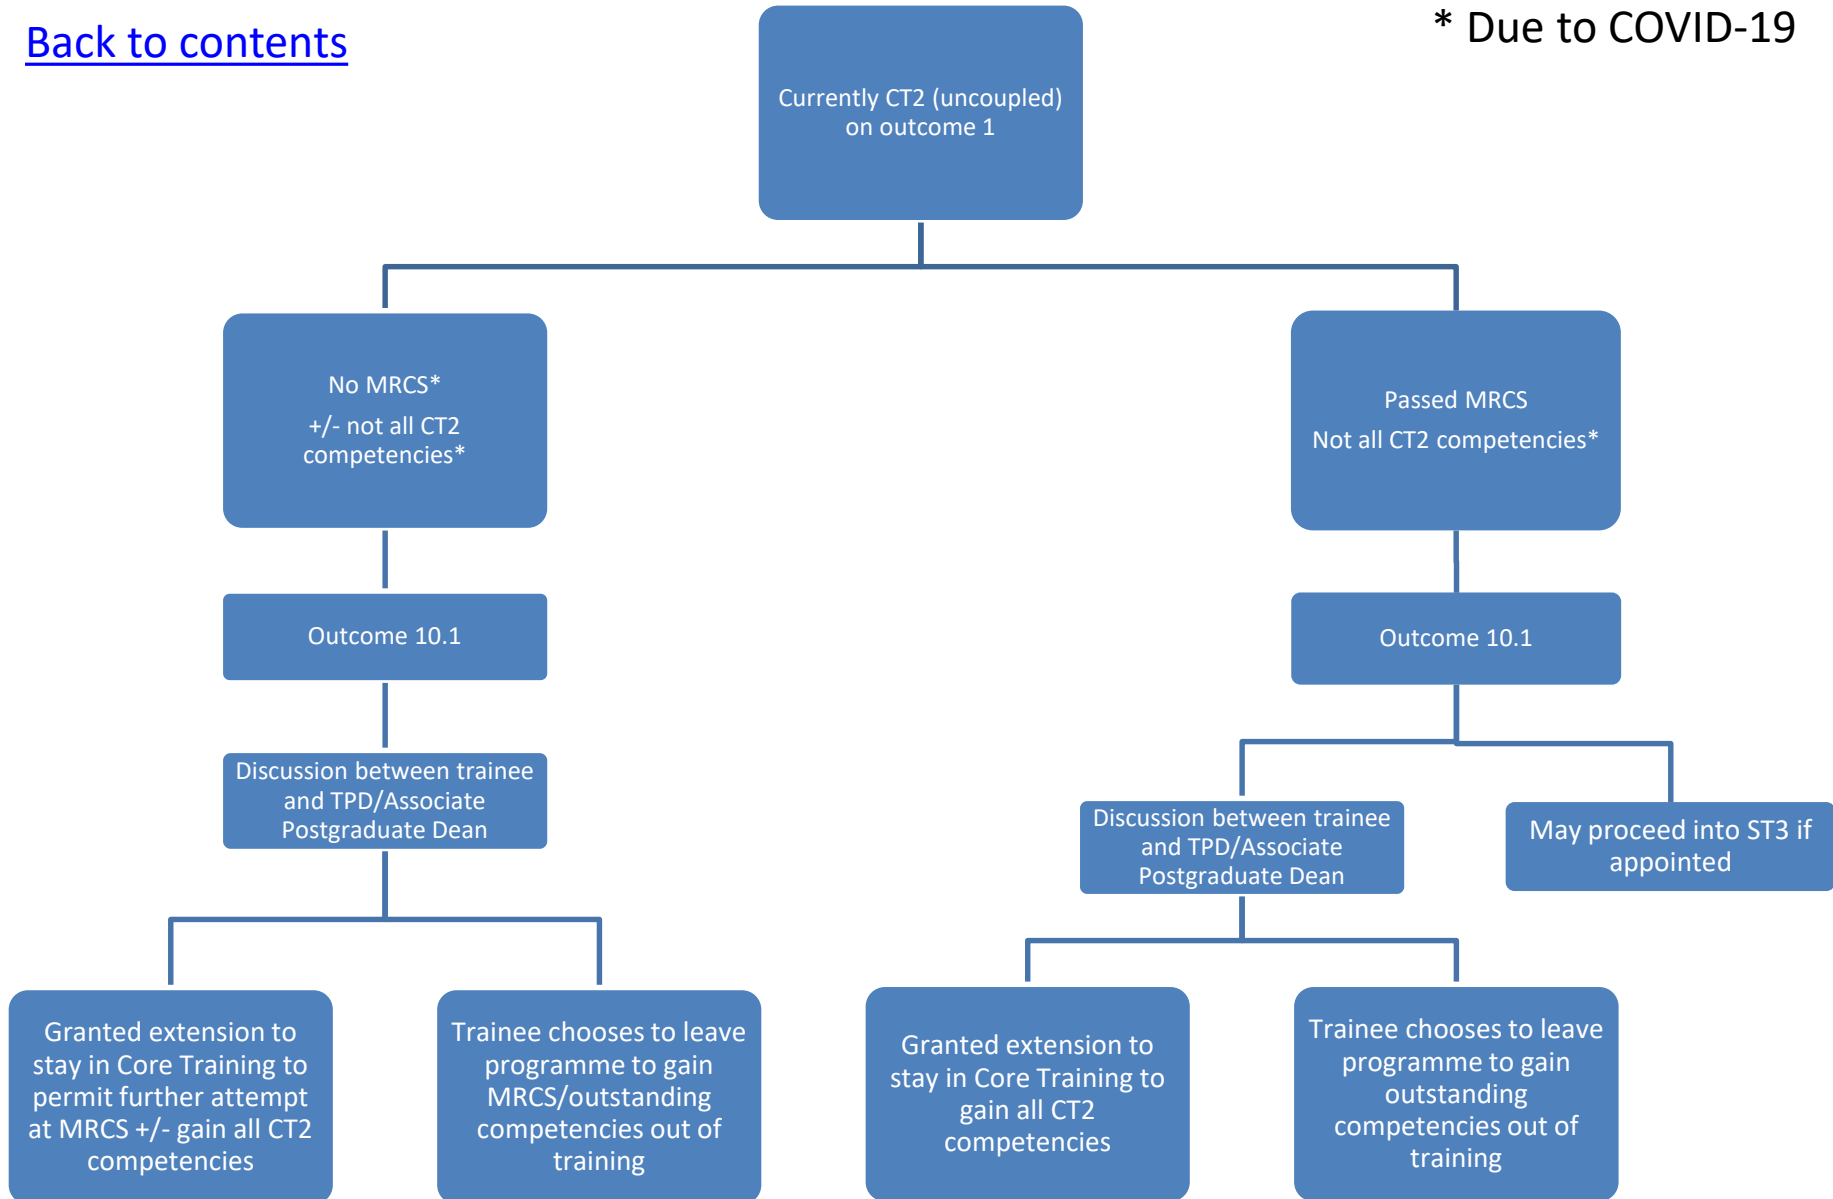 Back to contents
* Due to COVID-19
Currently CT2 (uncoupled)
on outcome 1
No MRCS*
+/- not all CT2
competencies*
Passed MRCS
Not all CT2 competencies*
Outcome 10.1
Outcome 10.1
Discussion between trainee
and TPD/Associate
Postgraduate Dean
Discussion between trainee
and TPD/Associate
Postgraduate Dean
May proceed into ST3 if
appointed
Granted extension to
stay in Core Training to
permit further attempt
at MRCS +/- gain all CT2
competencies
Trainee chooses to leave
programme to gain
MRCS/outstanding
competencies out of
training
Granted extension to
stay in Core Training to
gain all CT2
competencies
Trainee chooses to leave
programme to gain
outstanding
competencies out of
training